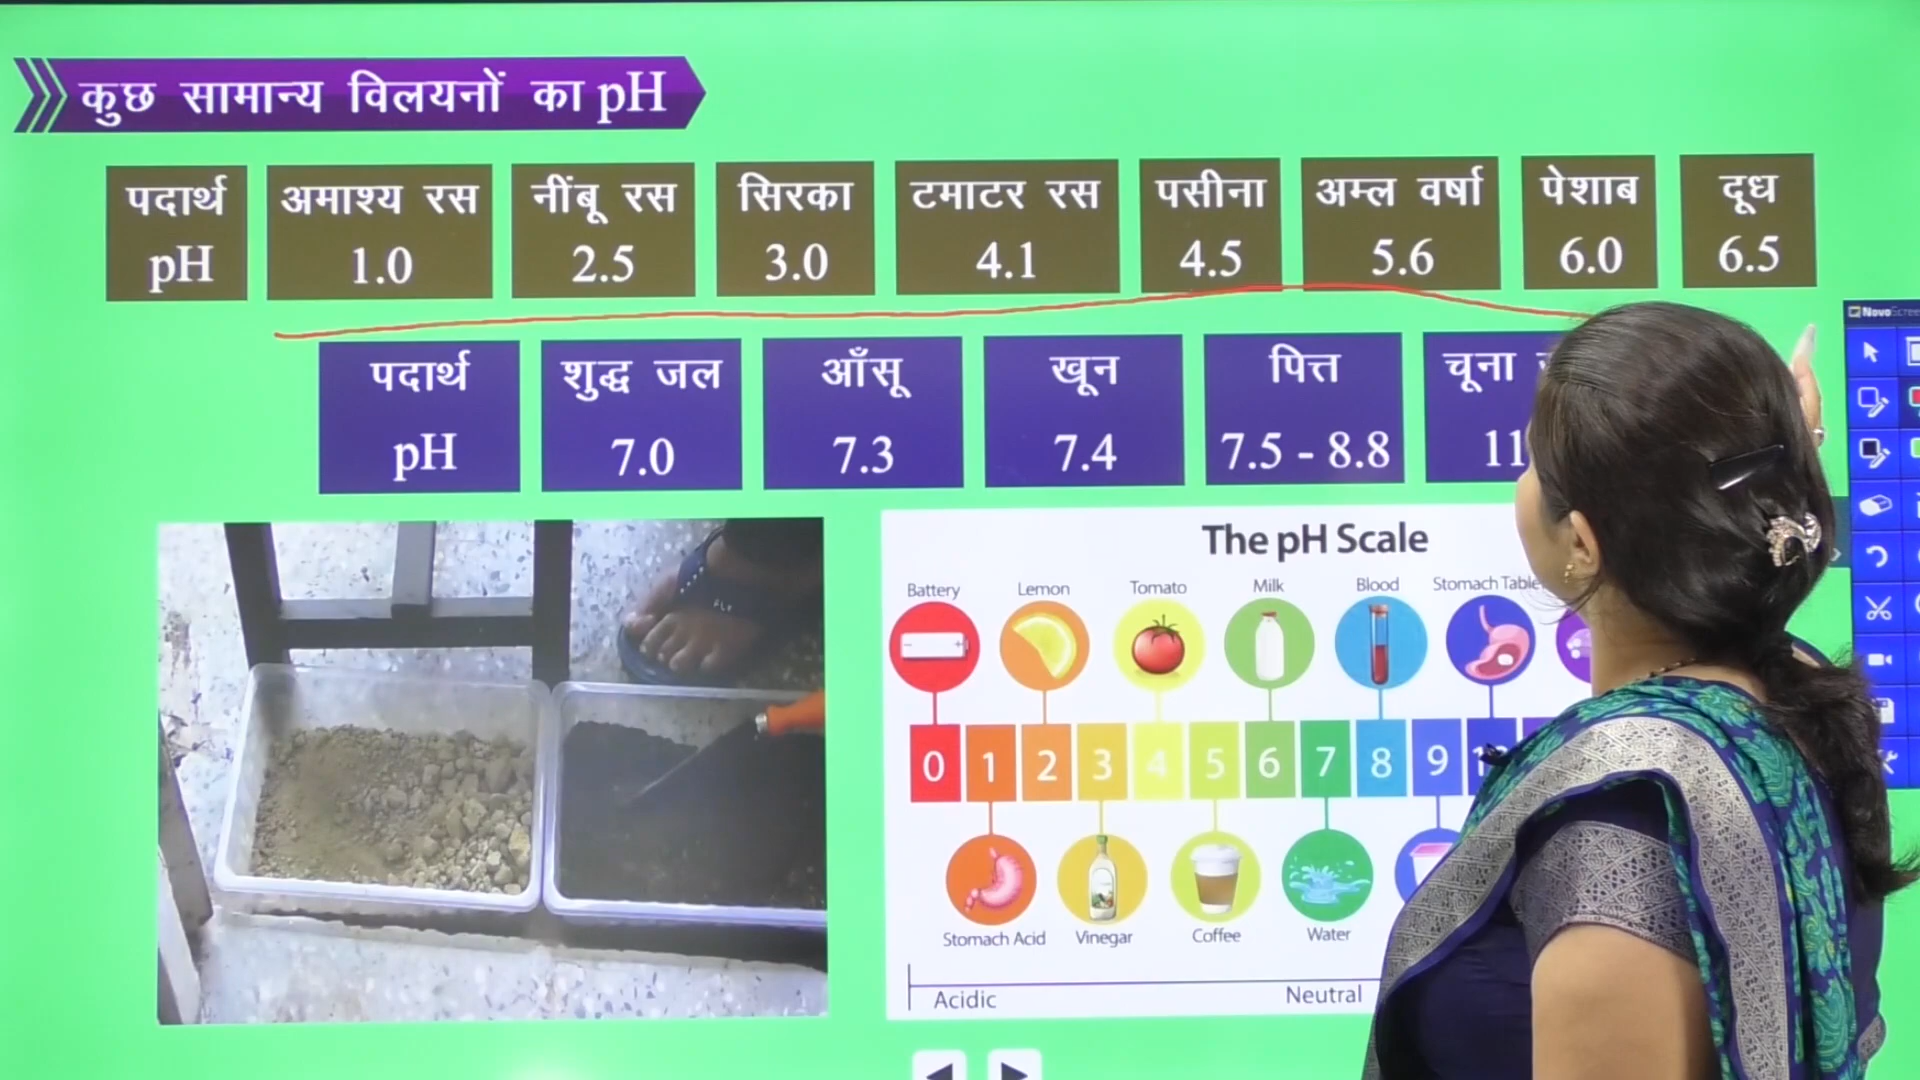 कुछ सामान्य विलयनों का pH
पदार्थ अमाश्य रस नींबू रस सिरका टमाटर रस पसीना अम्ल वर्षा पेशाब दूध
pH 1.0 2.5 3.0 4.1 4.5 5.6 6.0 6.5
पदार्थ शुद्ध जल आँसू खून पित्त चूना
pH 7.0 7.3 7.4 7.5 - 8.8 11
The pH Scale
Battery Lemon Tomato Milk Blood Stomach Table
0 1 2 3 4 5 6 7 8 9
Stomach Acid Vinegar Coffee Water
Acidic Neutral